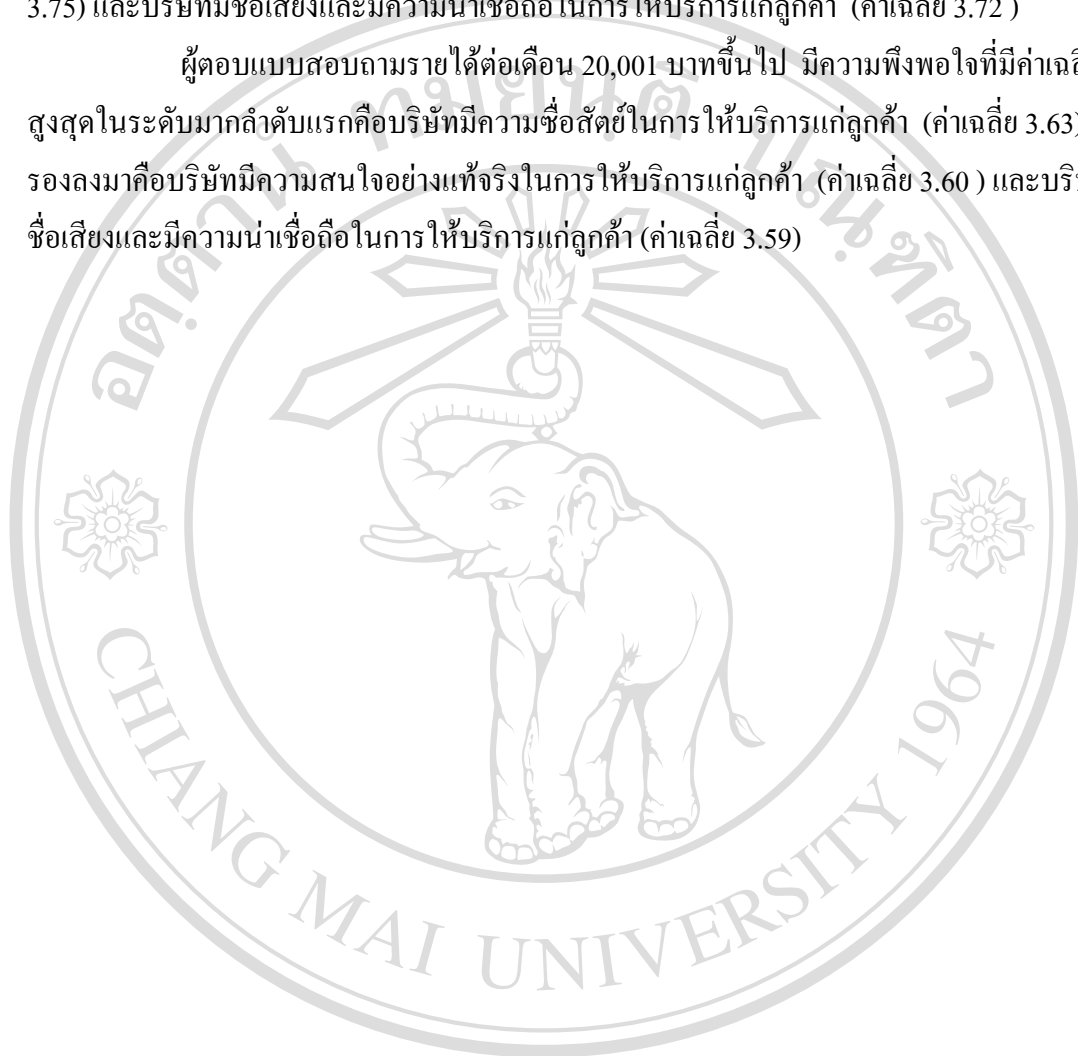 3.75) และบริษัทมีชื่อเสียงและมีความน่าเชื่อถือในการให้บริการแก่ลูกค้า (ค่าเฉลี่ย 3.72 )
ผู้ตอบแบบสอบถามรายได้ต่อเดือน 20,001 บาทขึ้นไป มีความพึงพอใจที่มีค่าเฉลี่
สูงสุดในระดับมากลำดับแรกคือบริษัทมีความซื่อสัตย์ในการให้บริการแก่ลูกค้า (ค่าเฉลี่ย 3.63)
รองลงมาคือบริษัทมีความสนใจอย่างแท้จริงในการให้บริการแก่ลูกค้า (ค่าเฉลี่ย 3.60 ) และบริ
ชื่อเสียงและมีความน่าเชื่อถือในการให้บริการแก่ลูกค้า (ค่าเฉลี่ย 3.59)
อตฺตานํ ทมยนฺติ ปณฺฑิตา
CHIANG MAI UNIVERSITY 1964